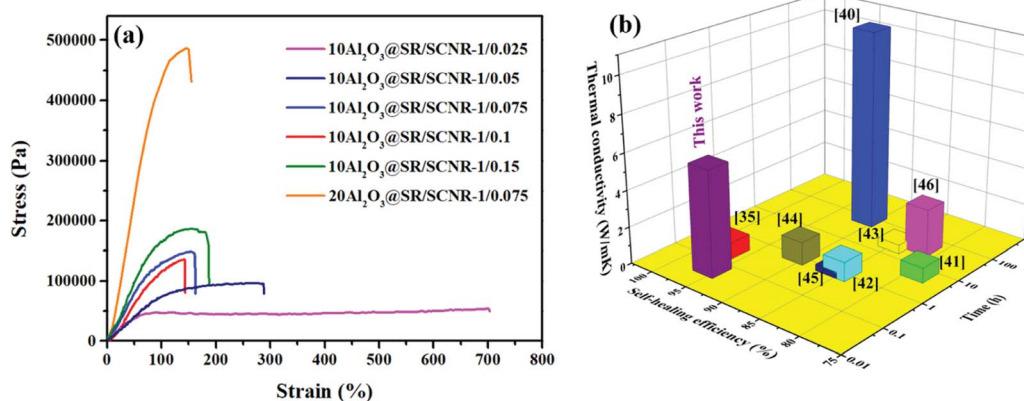 (a)
Stress (Pa)
500000
400000
300000
200000
100000
0
0 100 200 300 400 500 600 700 800
Strain (%)
10Al₂O₃@SR/SCNR-1/0.025
10Al₂O₃@SR/SCNR-1/0.05
10Al₂O₃@SR/SCNR-1/0.075
10Al₂O₃@SR/SCNR-1/0.1
10Al₂O₃@SR/SCNR-1/0.15
20Al₂O₃@SR/SCNR-1/0.075
(b)
Thermal conductivity (W/mK)
10
8
6
4
2
0
This work
[40]
[35]
[44]
[43]
[46]
[45]
[42]
[41]
100
95
90
85
80
75
Self-healing efficiency (%)
0.01
0.1
1
10
100
Time (h)